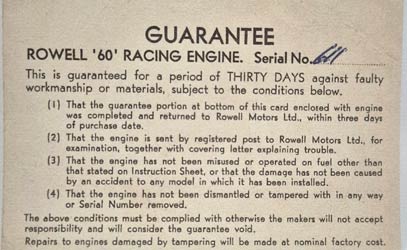 GUARANTEE
ROWELL '60' RACING ENGINE. Serial No.
This is guaranteed for a period of THIRTY DAYS against faulty
workmanship or materials, subject to the conditions below.
(1) That the guarantee portion at bottom of this card enclosed with engine
was completed and returned to Rowell Motors Ltd., within three days
of purchase date.
(2) That the engine is sent by registered post to Rowell Motors Ltd., for
examination, together with covering letter explaining trouble.
(3) That the engine has not been misused or operated on fuel other than
that stated on Instruction Sheet, or that the damage has not been caused
by an accident to any model in which it has been installed.
(4) That the engine has not been dismantled or tampered with in any way
or Serial Number removed.
The above conditions must be complied with otherwise the makers will not accept
responsibility and will consider the guarantee void.
Repairs to engines damaged by tampering will be made at nominal factory cost.